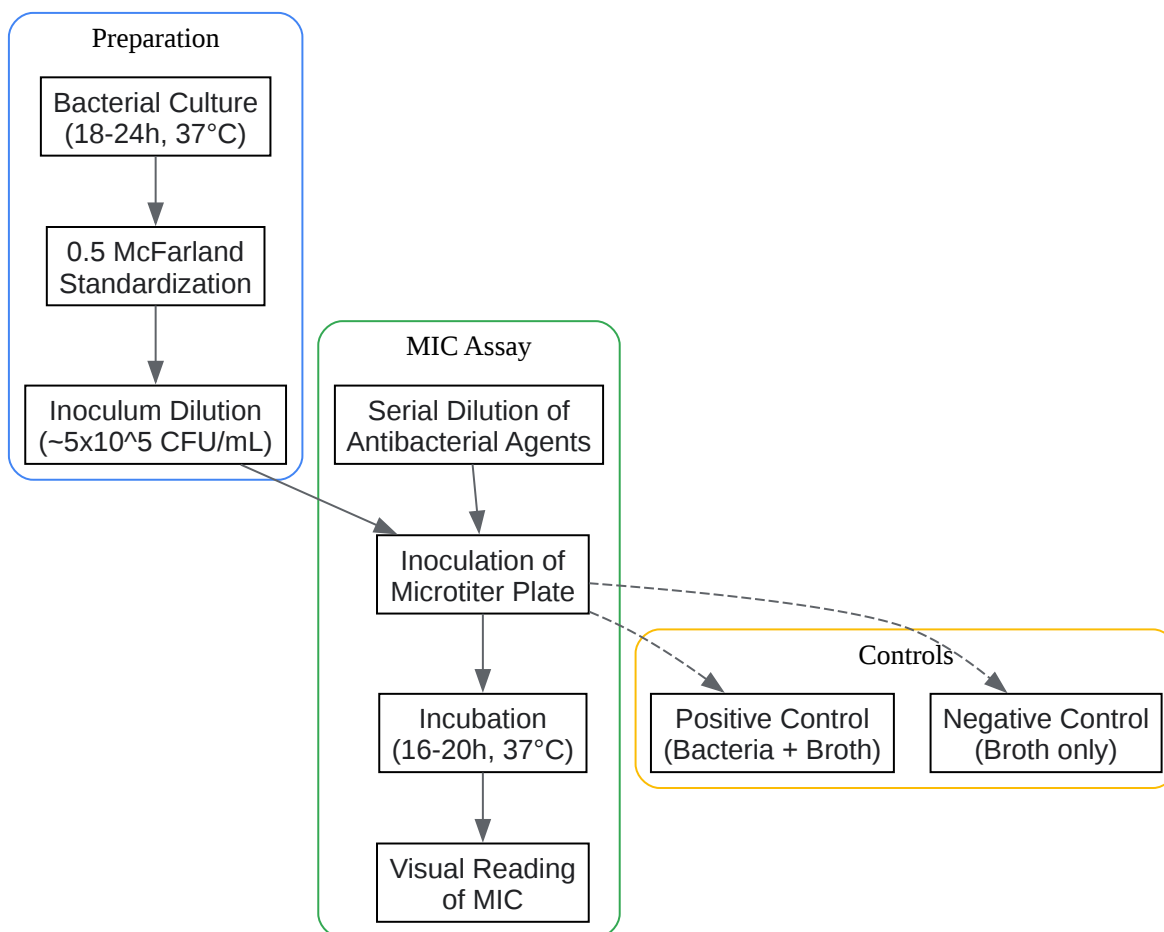 Preparation
Bacterial Culture
(18-24h, 37°C)
0.5 McFarland
Standardization
Inoculum Dilution
(~5x10^5 CFU/mL)
MIC Assay
Serial Dilution of
Antibacterial Agents
Inoculation of
Microtiter Plate
Incubation
(16-20h, 37°C)
Visual Reading
of MIC
Controls
Positive Control
(Bacteria + Broth)
Negative Control
(Broth only)